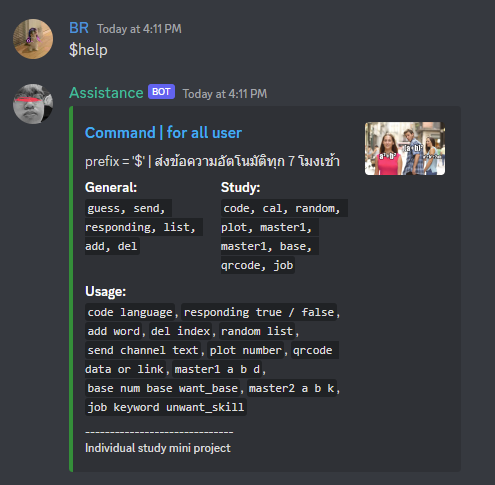 BR Today at 4:11 PM
$help
Assistance BOT Today at 4:11 PM
Command | for all user
prefix = '$' | ส่งข้อความอัตโนมัติทุก 7 โมงเช้า
General:
guess, send,
responding, list,
add, del
Study:
code, cal, random,
plot, master1,
master1, base,
qrcode, job
Usage:
code language, responding true / false,
add word, del index, random list,
send channel text, plot number, qrcode
data or link, master1 a b d,
base num base want_base, master2 a b k,
job keyword unwant_skill
------------------------------
Individual study mini project